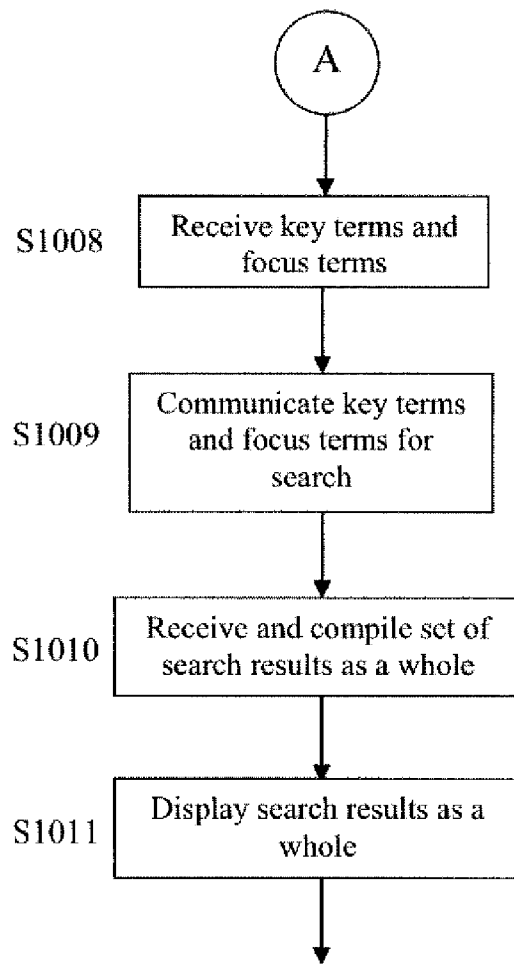 A
S1008
Receive key terms and
focus terms
S1009
Communicate key terms
and focus terms for
search
S1010
Receive and compile set of
search results as a whole
S1011
Display search results as a
whole